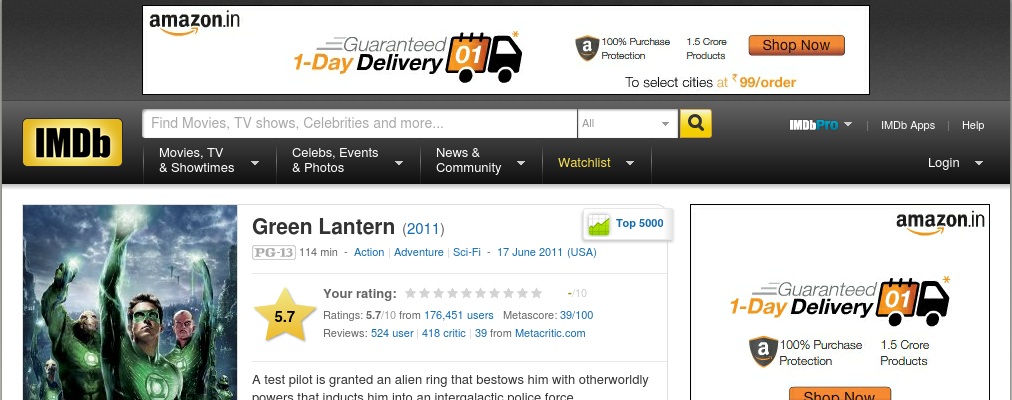 amazon.in
Guaranteed
1-Day Delivery 01*
100% Purchase Protection
1.5 Crore Products
Shop Now
To select cities at ₹99/order
IMDb
Find Movies, TV shows, Celebrities and more...
All
IMDbPro | IMDb Apps | Help
Movies, TV
& Showtimes
Celebs, Events
& Photos
News &
Community
Watchlist
Login
Green Lantern (2011)
Top 5000
PG-13 114 min - Action | Adventure | Sci-Fi - 17 June 2011 (USA)
5.7
Your rating: -/10
Ratings: 5.7/10 from 176,451 users Metascore: 39/100
Reviews: 524 user | 418 critic | 39 from Metacritic.com
A test pilot is granted an alien ring that bestows him with otherworldly
powers that inducts him into an intergalactic police force
amazon.in
Guaranteed
1-Day Delivery 01*
a 100% Purchase Protection
1.5 Crore Products
Shop Now